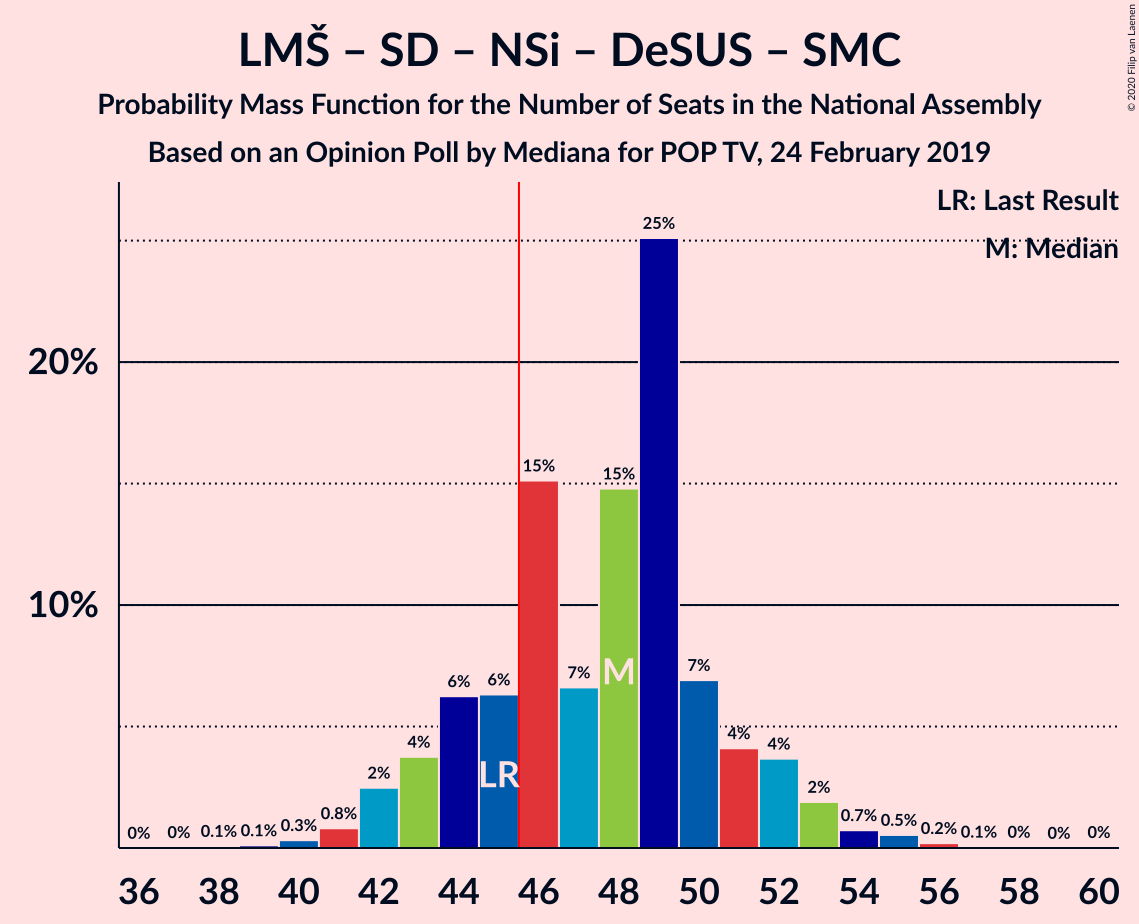 LMŠ – SD – NSi – DeSUS – SMC
Probability Mass Function for the Number of Seats in the National Assembly
Based on an Opinion Poll by Mediana for POP TV, 24 February 2019
© 2020 Filip van Laenen
LR: Last Result
M: Median
20%
10%
0% 0% 0.1% 0.1% 0.3% 0.8% 2% 4% 6% 6% 15% 7% 15% 25% 7% 4% 4% 2% 0.7% 0.5% 0.2% 0.1% 0% 0% 0%
M
LR
36 38 40 42 44 46 48 50 52 54 56 58 60